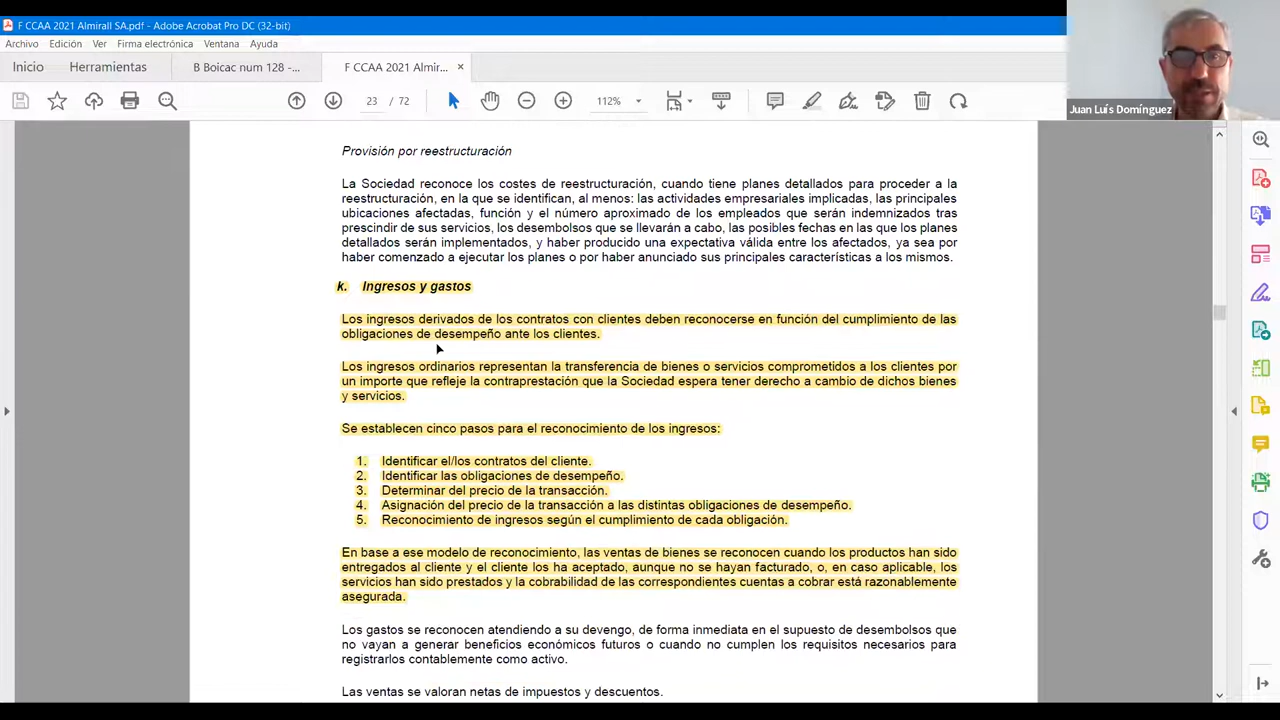 F CCAA 2021 Almirall SA.pdf - Adobe Acrobat Pro DC (32-bit)
Archivo Edición Ver Firma electrónica Ventana Ayuda
Inicio Herramientas B Boicac num 128 -... F CCAA 2021 Almir... ×
23 / 72 112%
Juan Luís Domínguez
Provisión por reestructuración
La Sociedad reconoce los costes de reestructuración, cuando tiene planes detallados para proceder a la
reestructuración, en la que se identifican, al menos: las actividades empresariales implicadas, las principales
ubicaciones afectadas, función y el número aproximado de los empleados que serán indemnizados tras
prescindir de sus servicios, los desembolsos que se llevarán a cabo, las posibles fechas en las que los planes
detallados serán implementados, y haber producido una expectativa válida entre los afectados, ya sea por
haber comenzado a ejecutar los planes o por haber anunciado sus principales características a los mismos.
k. Ingresos y gastos
Los ingresos derivados de los contratos con clientes deben reconocerse en función del cumplimiento de las
obligaciones de desempeño ante los clientes.
Los ingresos ordinarios representan la transferencia de bienes o servicios comprometidos a los clientes por
un importe que refleje la contraprestación que la Sociedad espera tener derecho a cambio de dichos bienes
y servicios.
Se establecen cinco pasos para el reconocimiento de los ingresos:
1. Identificar el/los contratos del cliente.
2. Identificar las obligaciones de desempeño.
3. Determinar del precio de la transacción.
4. Asignación del precio de la transacción a las distintas obligaciones de desempeño.
5. Reconocimiento de ingresos según el cumplimiento de cada obligación.
En base a ese modelo de reconocimiento, las ventas de bienes se reconocen cuando los productos han sido
entregados al cliente y el cliente los ha aceptado, aunque no se hayan facturado, o, en caso aplicable, los
servicios han sido prestados y la cobrabilidad de las correspondientes cuentas a cobrar está razonablemente
asegurada.
Los gastos se reconocen atendiendo a su devengo, de forma inmediata en el supuesto de desembolsos que
no vayan a generar beneficios económicos futuros o cuando no cumplen los requisitos necesarios para
registrarlos contablemente como activo.
Las ventas se valoran netas de impuestos y descuentos.